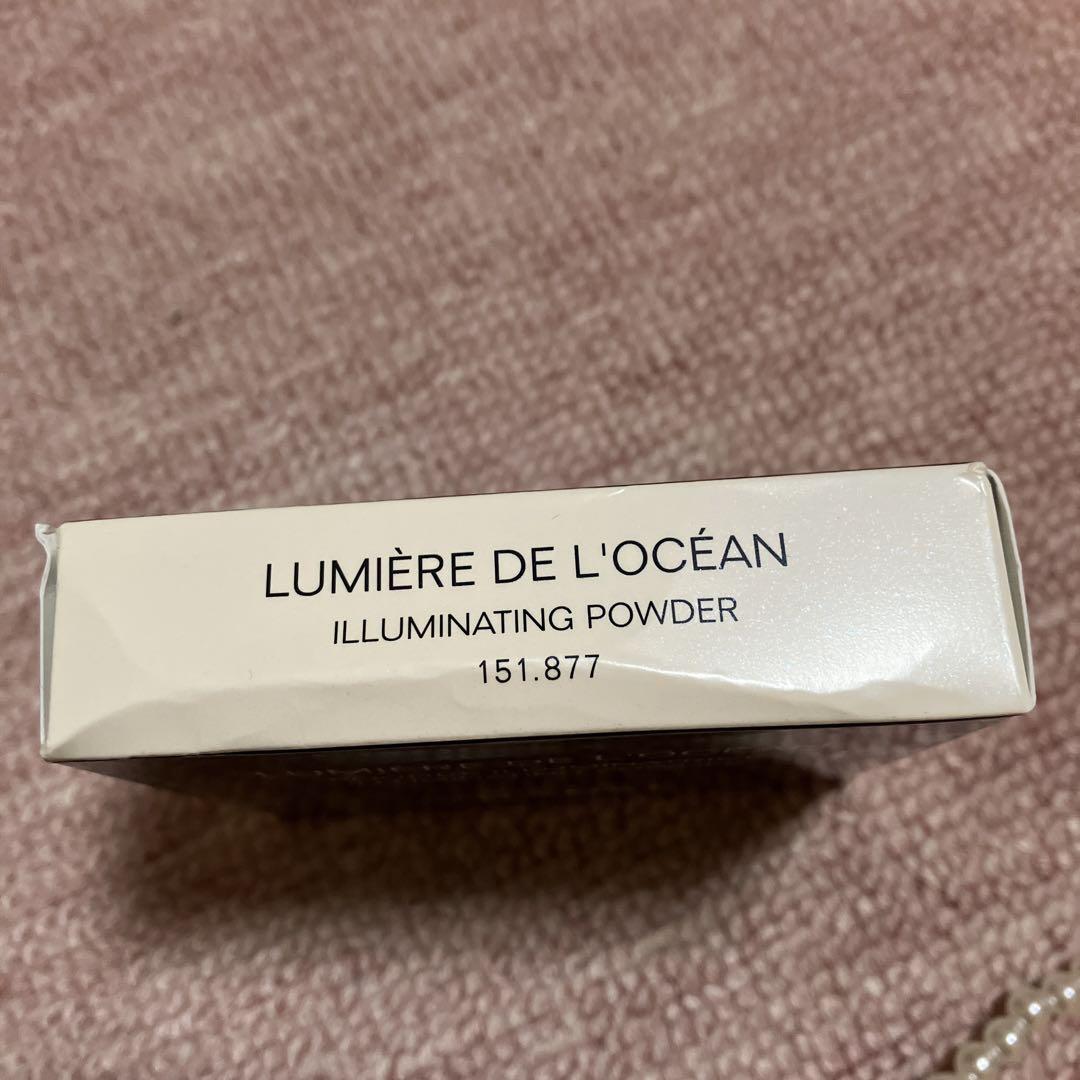 LUMIÈRE DE L'OCÉAN
ILLUMINATING POWDER
151.877